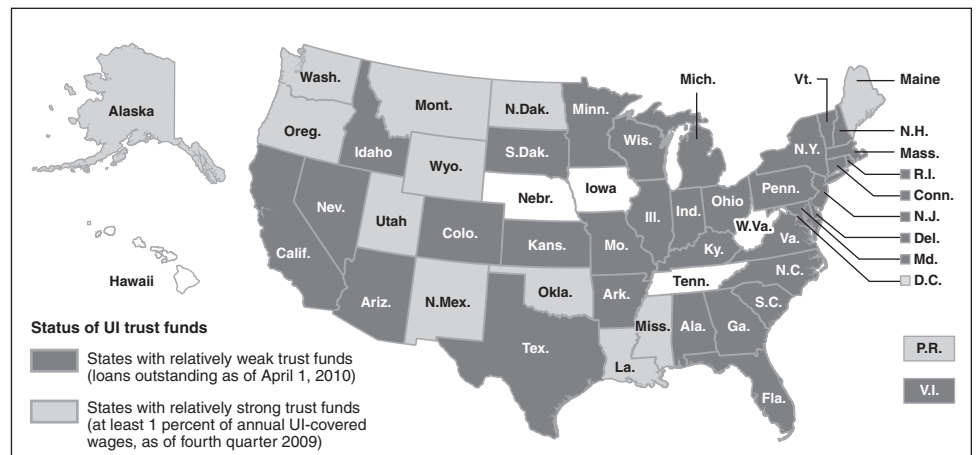 Alaska
Hawaii
Wash.
Oreg.
Calif.
Nev.
Idaho
Mont.
Wyo.
Utah
Ariz.
Colo.
N.Mex.
N.Dak.
S.Dak.
Nebr.
Kans.
Okla.
Tex.
Minn.
Iowa
Mo.
Ark.
La.
Wis.
Ill.
Mich.
Ind.
Ohio
Ky.
Tenn.
Miss.
Ala.
Ga.
Fla.
S.C.
N.C.
Va.
W.Va.
Penn.
N.Y.
Vt.
Maine
N.H.
Mass.
R.I.
Conn.
N.J.
Del.
Md.
D.C.
P.R.
V.I.
Status of UI trust funds
States with relatively weak trust funds
(loans outstanding as of April 1, 2010)
States with relatively strong trust funds
(at least 1 percent of annual UI-covered
wages, as of fourth quarter 2009)